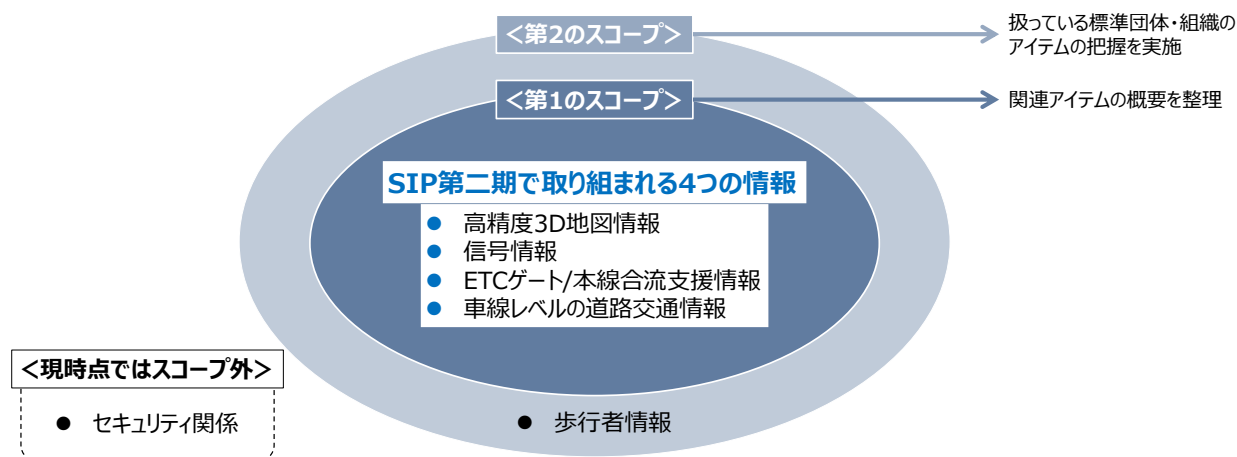 ＜第2のスコープ＞
扱っている標準団体・組織の
アイテムの把握を実施
＜第1のスコープ＞
関連アイテムの概要を整理
SIP第二期で取り組まれる4つの情報
● 高精度3D地図情報
● 信号情報
● ETCゲート/本線合流支援情報
● 車線レベルの道路交通情報
＜現時点ではスコープ外＞
● セキュリティ関係
● 歩行者情報